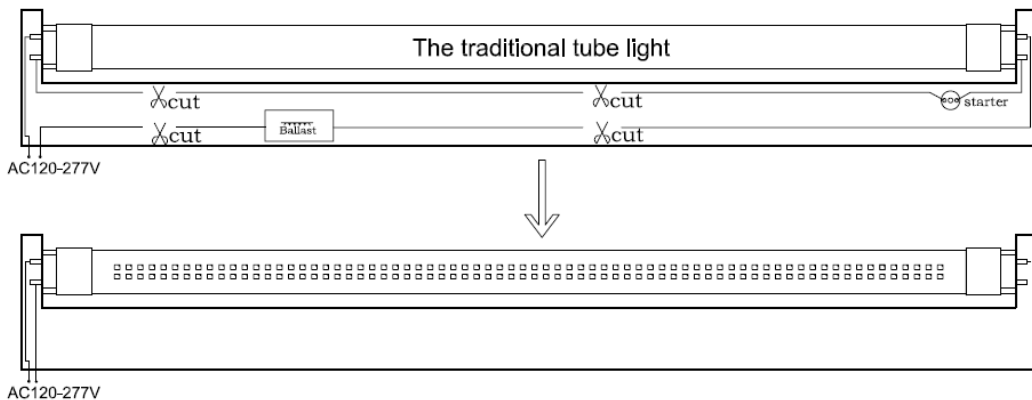 The traditional tube light
cut
cut
starter
cut
Ballast
cut
AC120-277V
AC120-277V